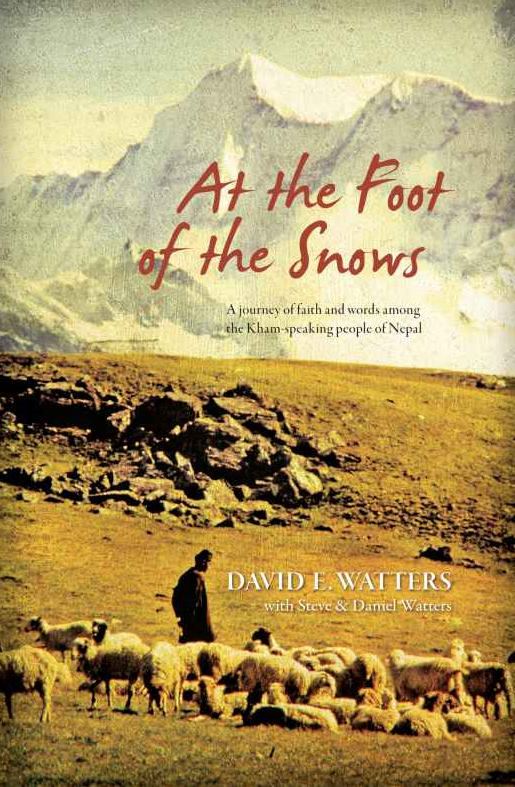 At the Foot
of the Snows
A journey of faith and words among
the Kham-speaking people of Nepal
DAVID E. WATTERS
with Steve & Daniel Watters